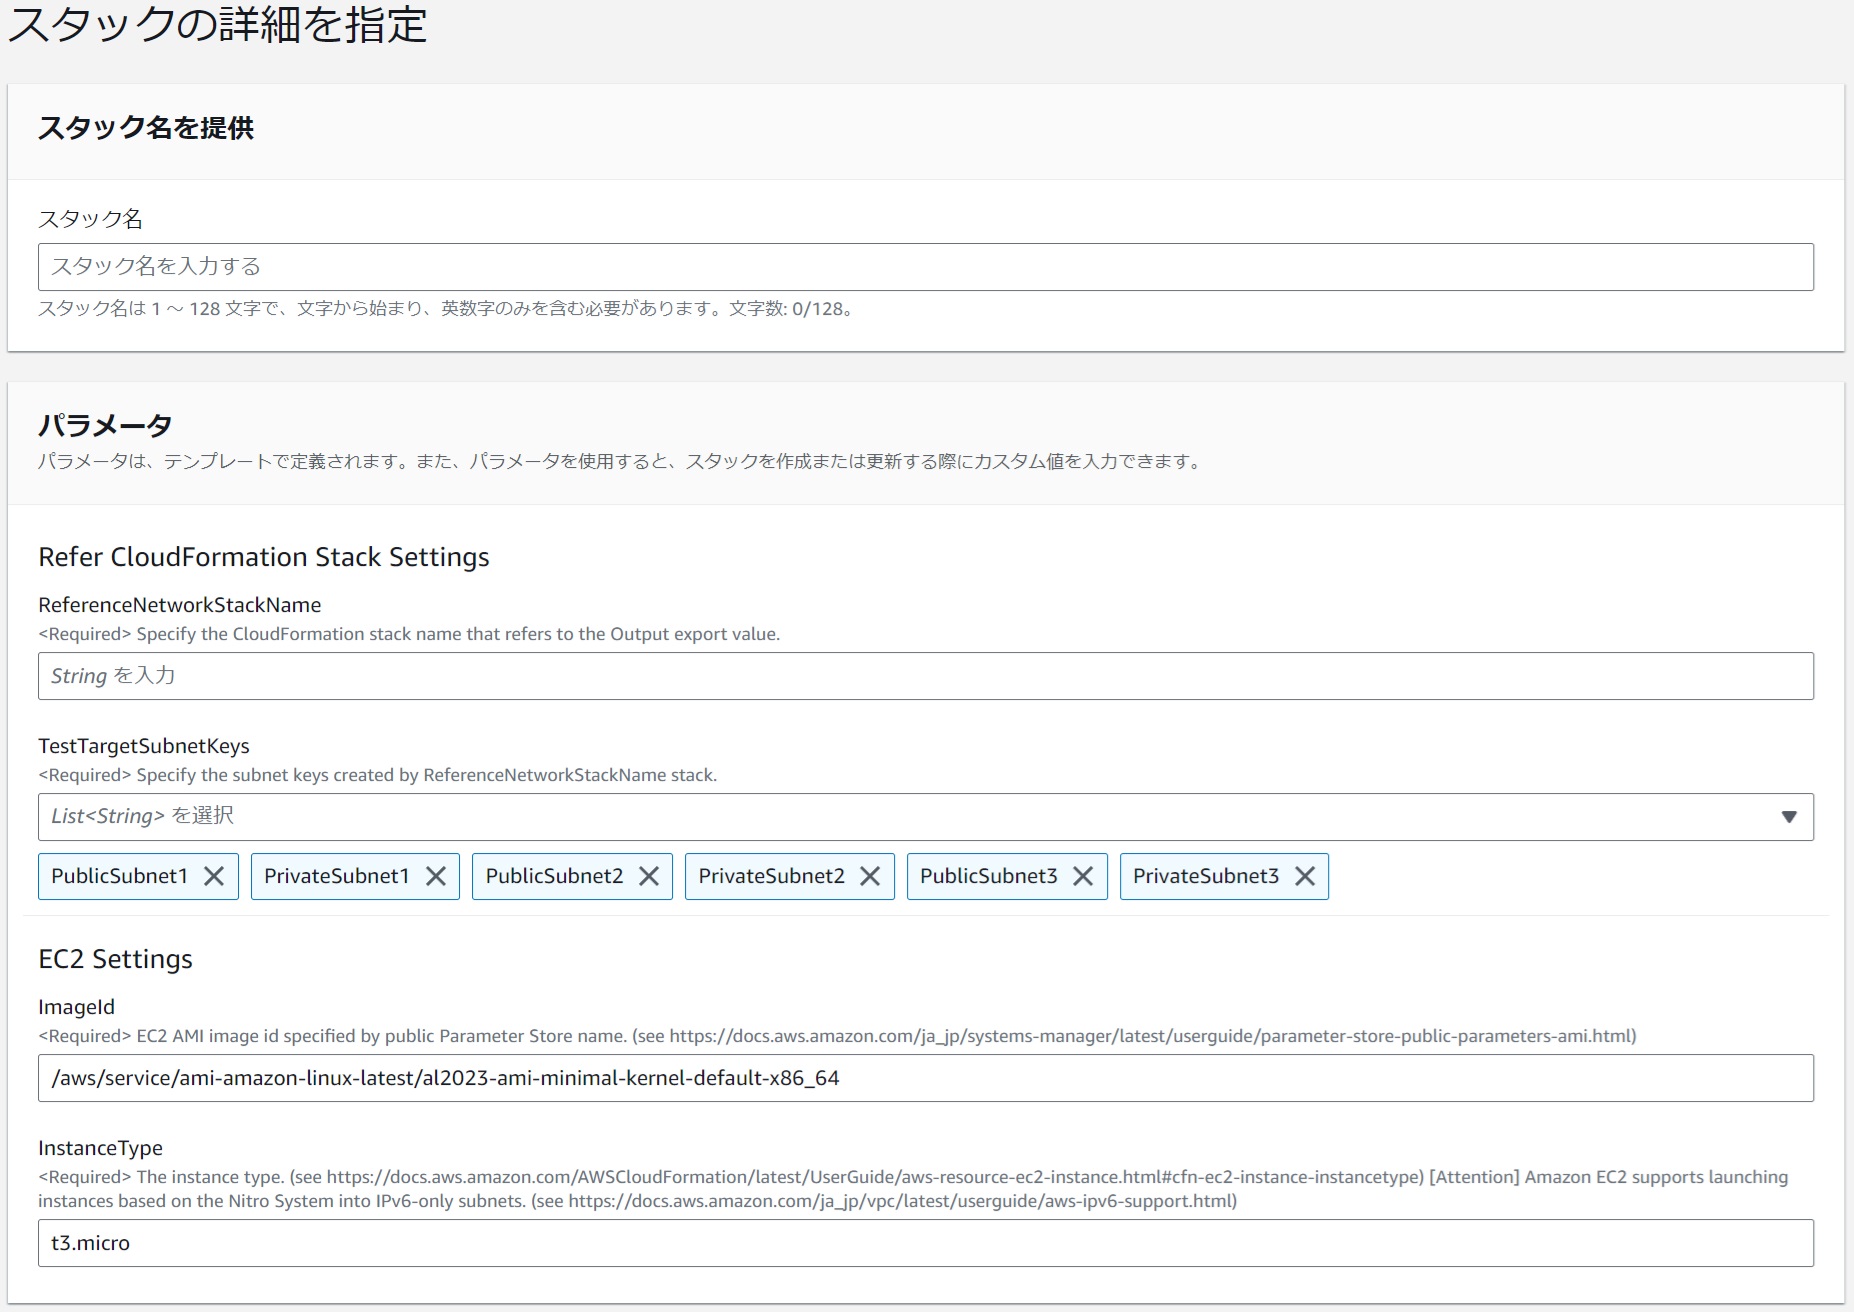 スタックの詳細を指定
スタック名を提供
スタック名
スタック名を入力する
スタック名は 1 ～ 128 文字で、文字から始まり、英数字のみを含む必要があります。文字数: 0/128。
パラメータ
パラメータは、テンプレートで定義されます。また、パラメータを使用すると、スタックを作成または更新する際にカスタム値を入力できます。
Refer CloudFormation Stack Settings
ReferenceNetworkStackName
<Required> Specify the CloudFormation stack name that refers to the Output export value.
String を入力
TestTargetSubnetKeys
<Required> Specify the subnet keys created by ReferenceNetworkStackName stack.
List<String> を選択
PublicSubnet1 PrivateSubnet1 PublicSubnet2 PrivateSubnet2 PublicSubnet3 PrivateSubnet3
EC2 Settings
ImageId
<Required> EC2 AMI image id specified by public Parameter Store name. (see https://docs.aws.amazon.com/ja_jp/systems-manager/latest/userguide/parameter-store-public-parameters-ami.html)
/aws/service/ami-amazon-linux-latest/al2023-ami-minimal-kernel-default-x86_64
InstanceType
<Required> The instance type. (see https://docs.aws.amazon.com/AWSCloudFormation/latest/UserGuide/aws-resource-ec2-instance.html#cfn-ec2-instance-instancetype) [Attention] Amazon EC2 supports launching
instances based on the Nitro System into IPv6-only subnets. (see https://docs.aws.amazon.com/ja_jp/vpc/latest/userguide/aws-ipv6-support.html)
t3.micro